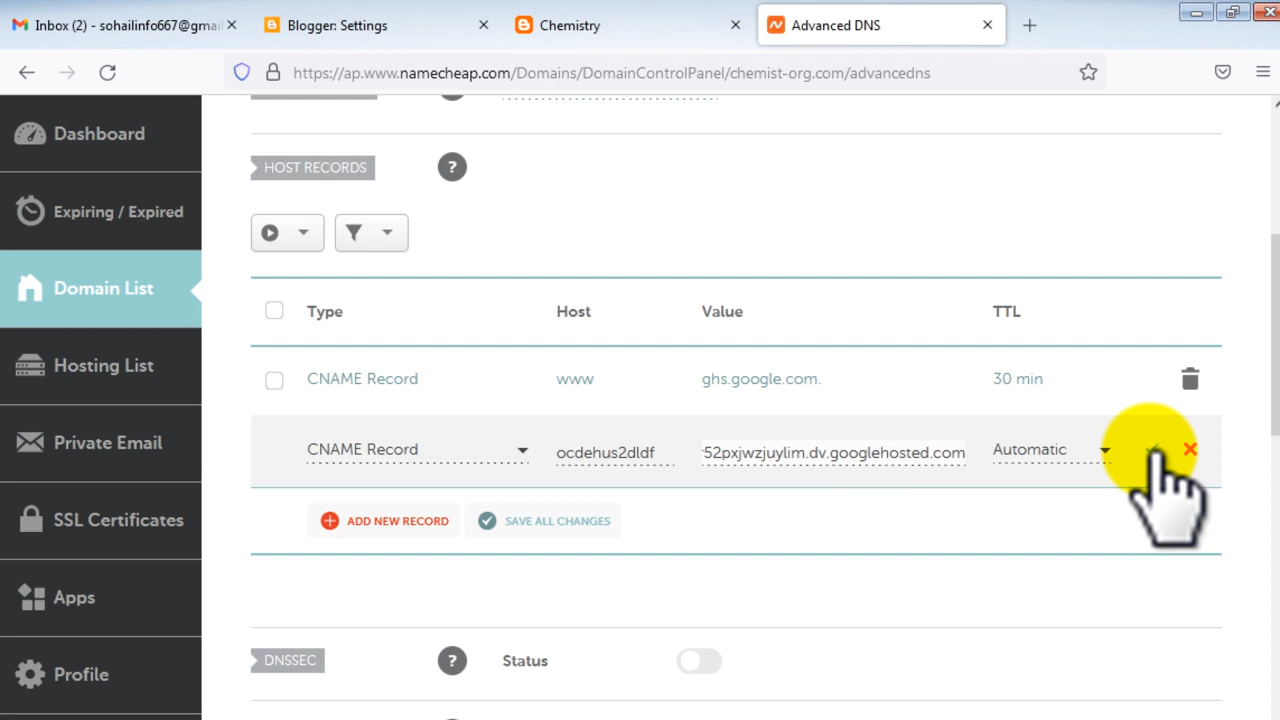 Inbox (2) - sohailinfo667@gmai
Blogger: Settings
Chemistry
Advanced DNS
https://ap.www.namecheap.com/Domains/DomainControlPanel/chemist-org.com/advancedns
Dashboard
Expiring / Expired
Domain List
Hosting List
Private Email
SSL Certificates
Apps
Profile
HOST RECORDS
?
Type Host Value TTL
CNAME Record www ghs.google.com. 30 min
CNAME Record ocdehus2dldf 52pxjwzjuylim.dv.googlehosted.com Automatic
ADD NEW RECORD SAVE ALL CHANGES
DNSSEC ? Status